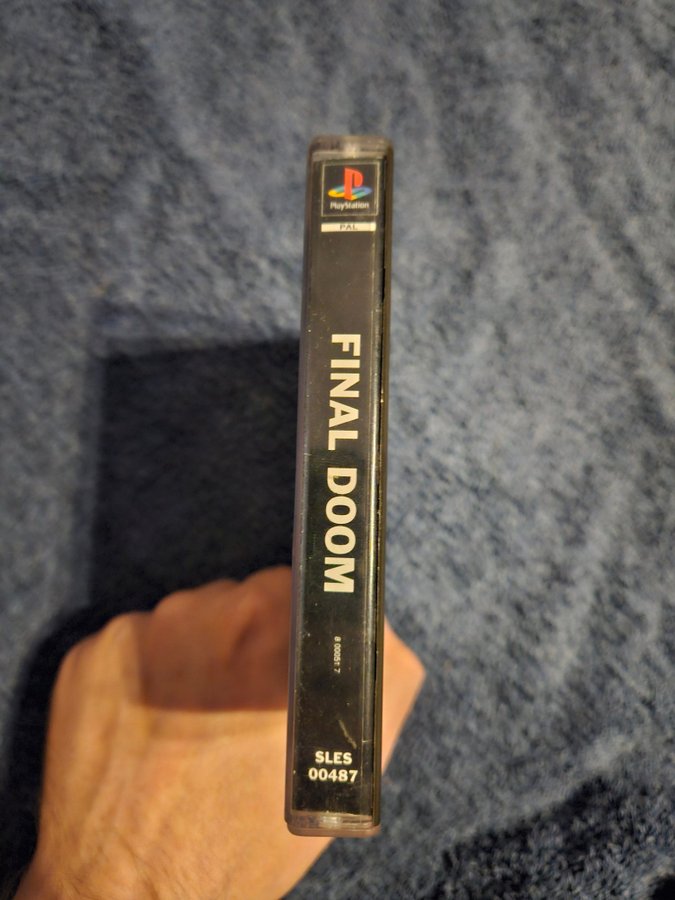 PlayStation
PAL
FINAL DOOM
SLES
00487